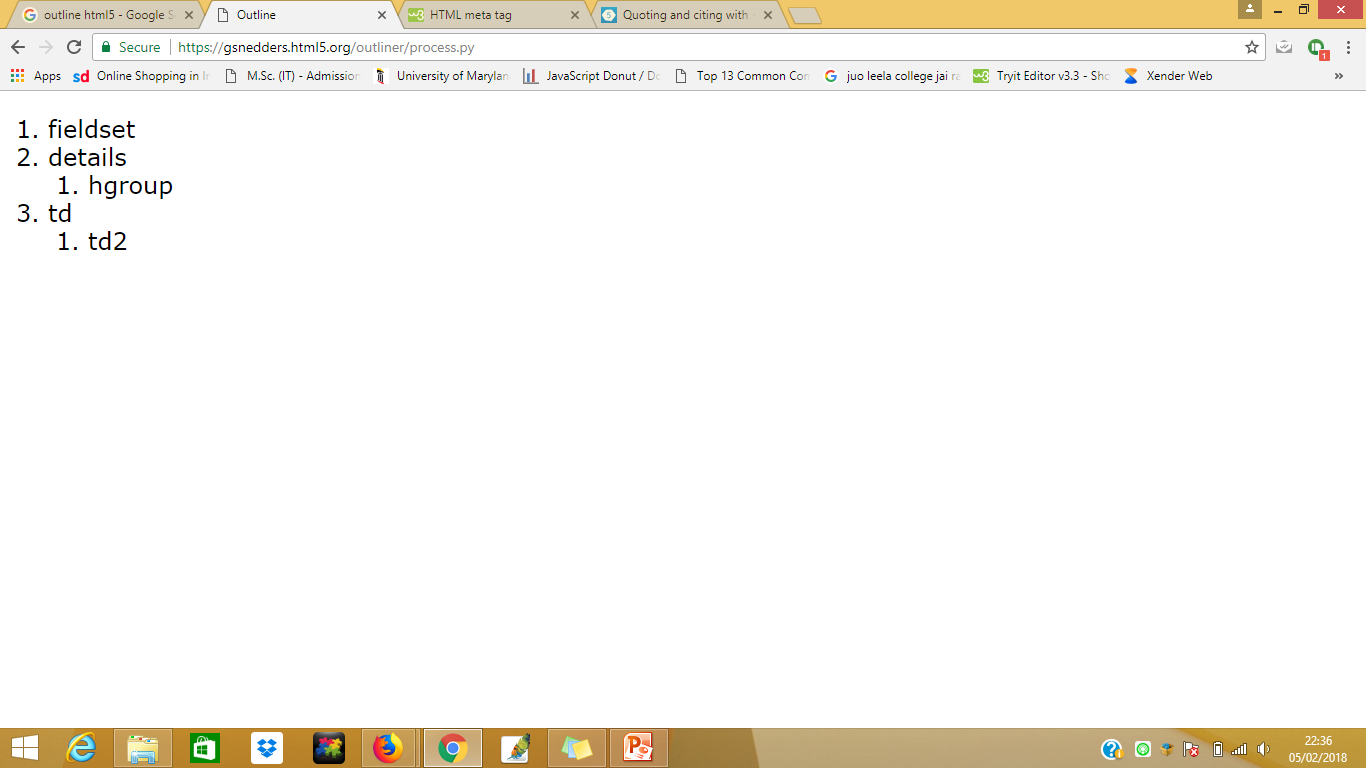 outline html5 - Google S
Outline
HTML meta tag
Quoting and citing with
Secure
https://gsnedders.html5.org/outliner/process.py
1
Apps
sd Online Shopping in I
M.Sc. (IT) - Admission
University of Marylan
JavaScript Donut / Do
Top 13 Common Con
juo leela college jai ra
Tryit Editor v3.3 - Sho
Xender Web
»
1. fieldset
2. details
1. hgroup
3. td
1. td2
22:36
05/02/2018